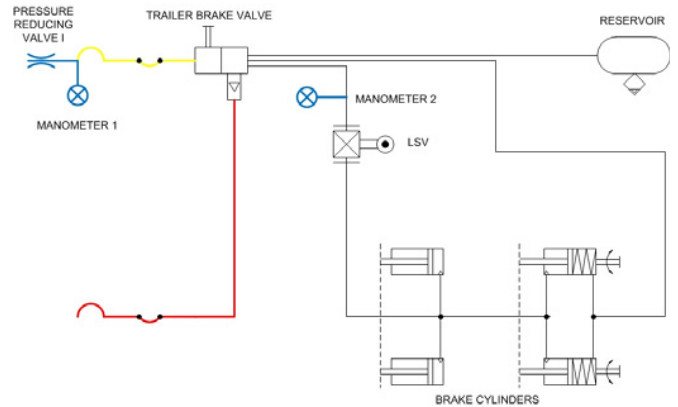 PRESSURE
REDUCING
VALVE I
TRAILER BRAKE VALVE
RESERVOIR
MANOMETER 1
MANOMETER 2
LSV
BRAKE CYLINDERS